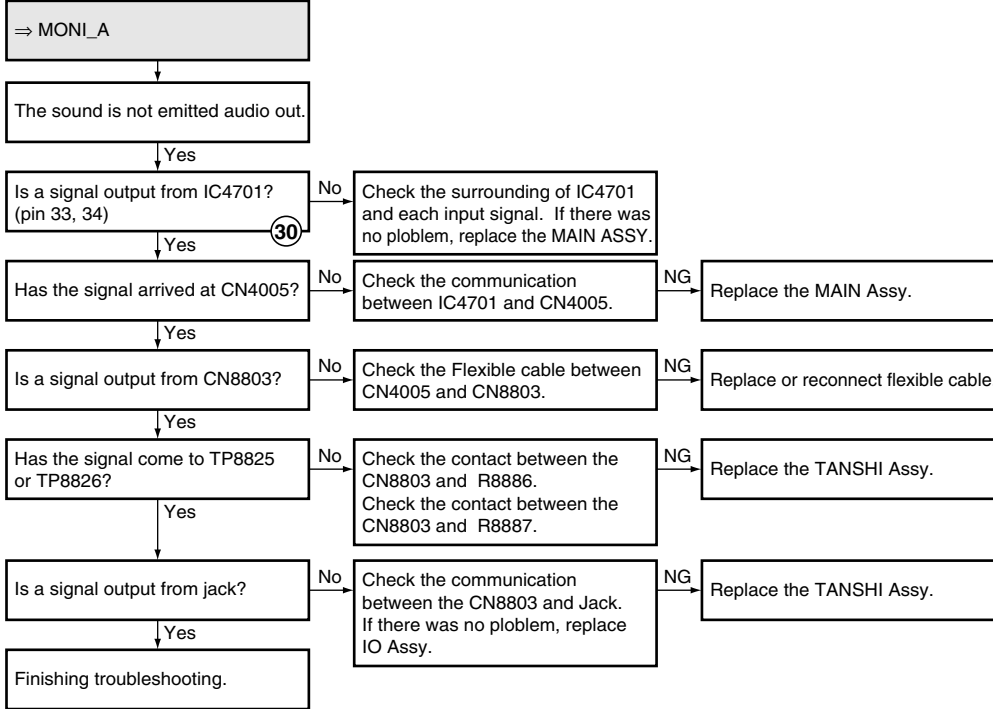 ⇒ MONI_A
The sound is not emitted audio out.
Yes
Is a signal output from IC4701?
(pin 33, 34)
30
No
Check the surrounding of IC4701
and each input signal. If there was
no ploblem, replace the MAIN ASSY.
Yes
Has the signal arrived at CN4005?
No
Check the communication
between IC4701 and CN4005.
NG
Replace the MAIN Assy.
Yes
Is a signal output from CN8803?
No
Check the Flexible cable between
CN4005 and CN8803.
NG
Replace or reconnect flexible cable
Yes
Has the signal come to TP8825
or TP8826?
No
Check the contact between the
CN8803 and R8886.
Check the contact between the
CN8803 and R8887.
NG
Replace the TANSHI Assy.
Yes
Is a signal output from jack?
No
Check the communication
between the CN8803 and Jack.
If there was no ploblem, replace
IO Assy.
NG
Replace the TANSHI Assy.
Yes
Finishing troubleshooting.